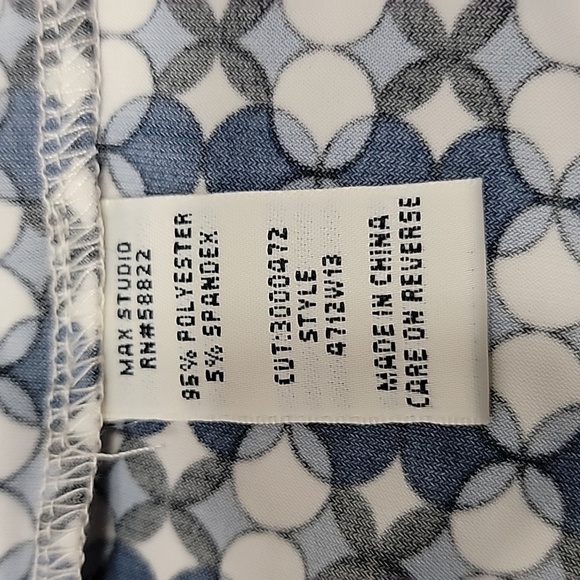 MAX STUDIO
RN#58822
95% POLYESTER
5% SPANDEX
CUT:3000472
STYLE
4712W13
MADE IN CHINA
CARE ON REVERSE